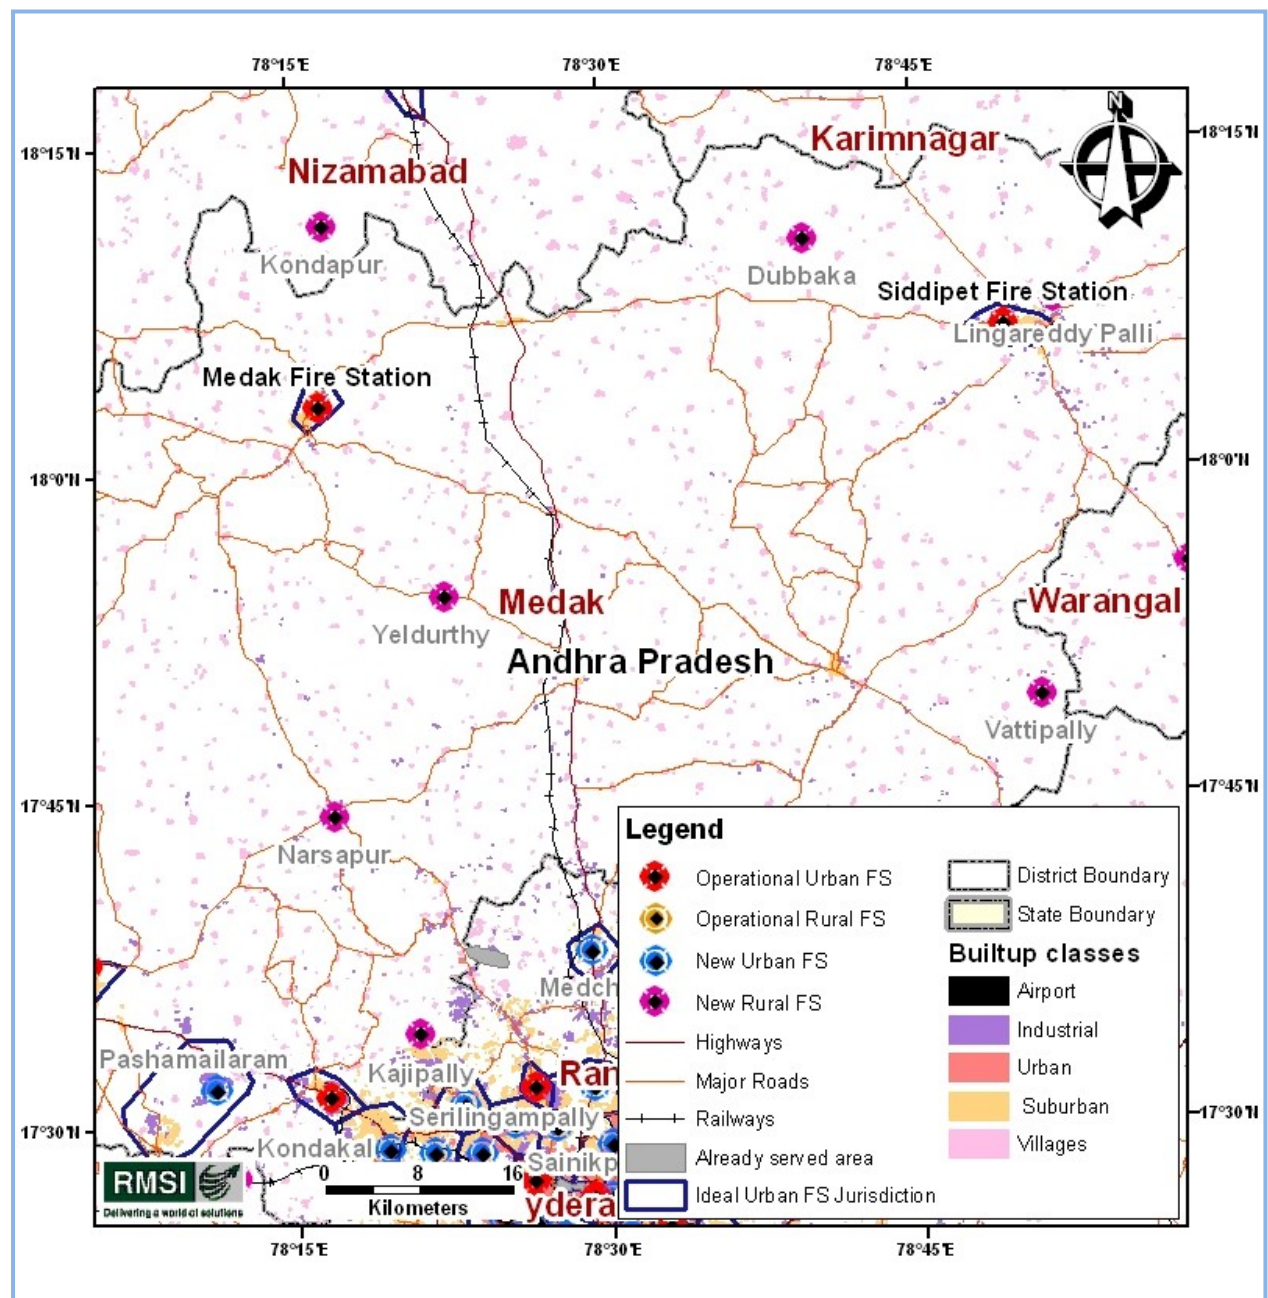 78°15'E 78°30'E 78°45'E
18°15'N
18°15'N
Karimnagar
Nizamabad
N
Kondapur
Dubbaka
Siddipet Fire Station
Lingareddy Palli
Medak Fire Station
18°0'N
18°0'N
Medak
Warangal
Yeldurthy
Andhra Pradesh
Vattipally
17°45'N
17°45'N
Narsapur
Medch
Pashamailaram
Kajipally
Ran
Serilingampally
17°30'N
17°30'N
Kondakal
Sainikp
ydera
RMSI
Delivering a world of solutions
0 8 16
Kilometers
Legend
Operational Urban FS
Operational Rural FS
New Urban FS
New Rural FS
Highways
Major Roads
Railways
Already served area
Ideal Urban FS Jurisdiction
District Boundary
State Boundary
Builtup classes
Airport
Industrial
Urban
Suburban
Villages
78°15'E 78°30'E 78°45'E